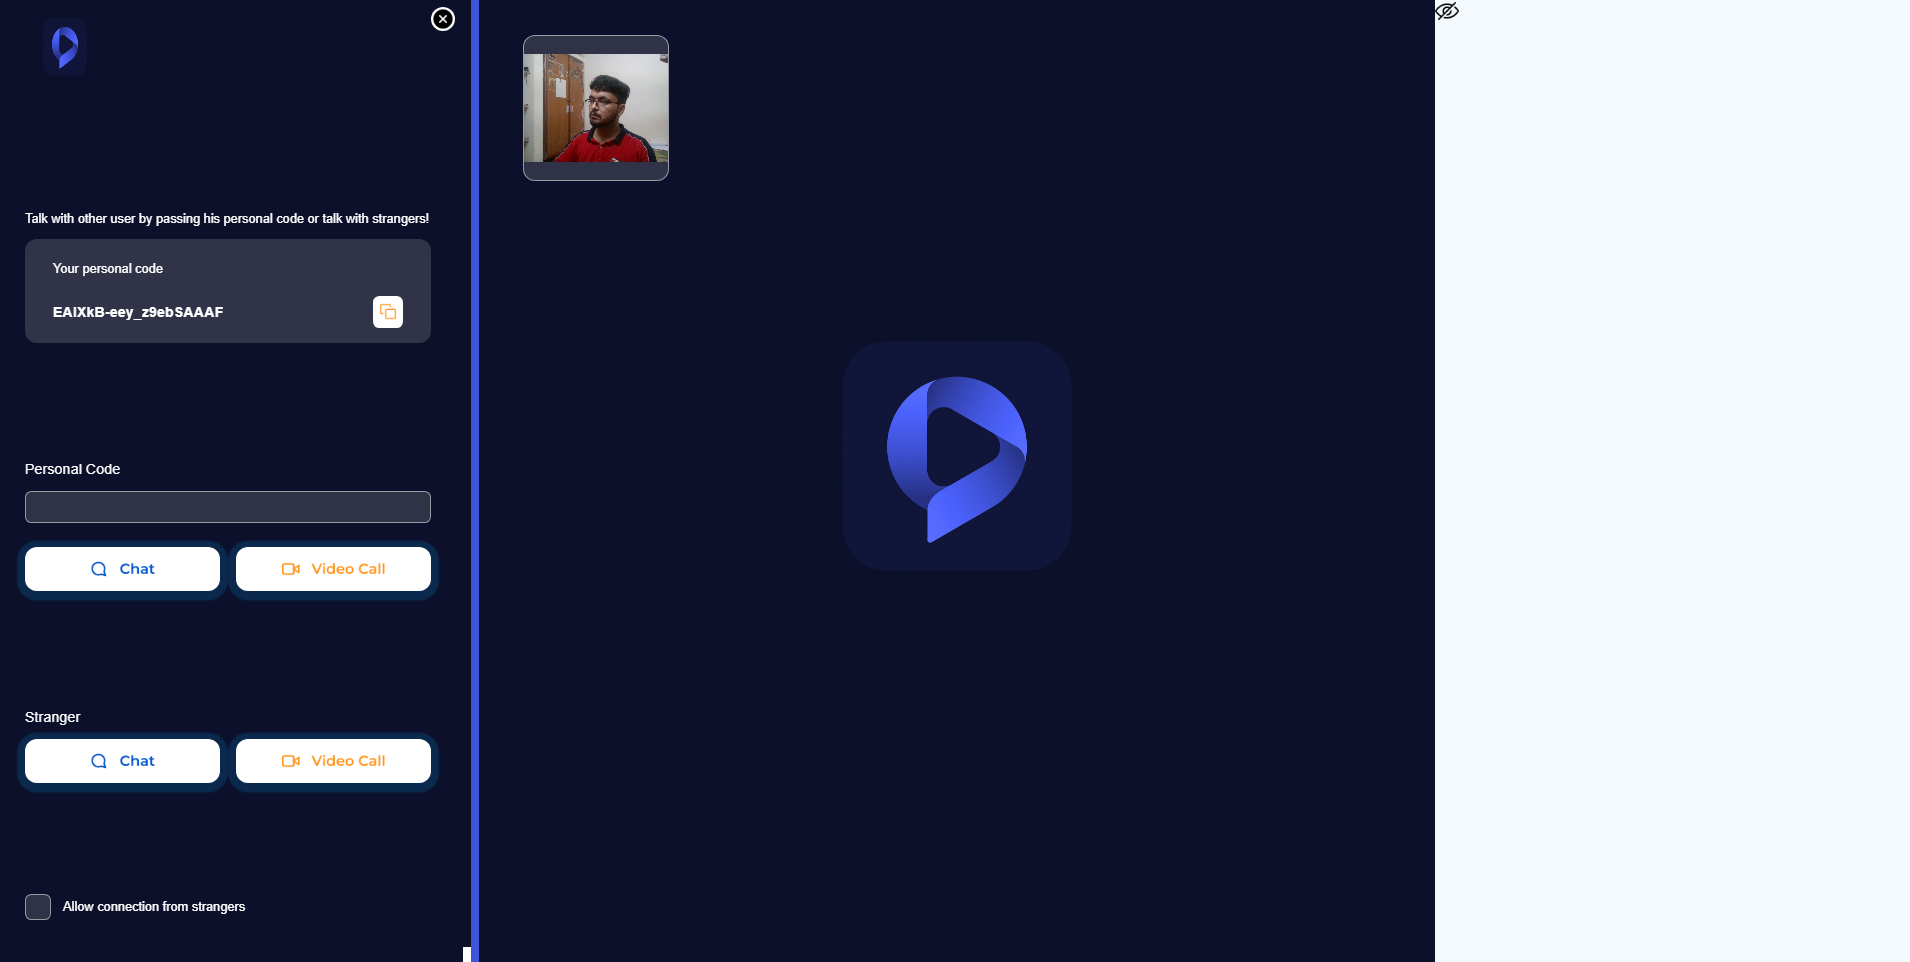 Talk with other user by passing his personal code or talk with strangers!
Your personal code
EAIXkB-eey_z9ebSAAAF
Personal Code
Chat
Video Call
Stranger
Chat
Video Call
Allow connection from strangers